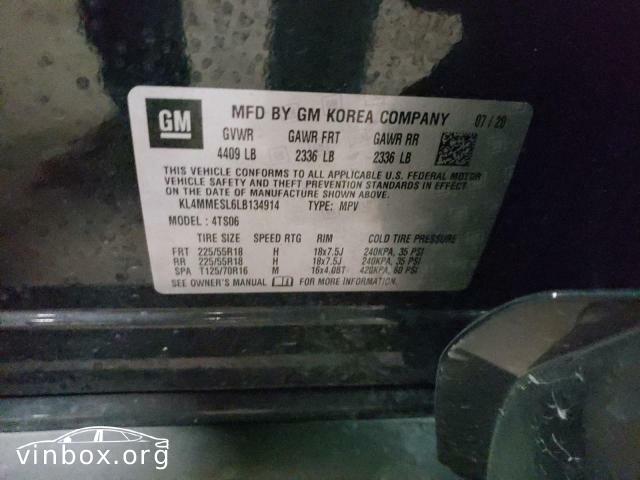 GM
MFD BY GM KOREA COMPANY 07 / 20
GVWR GAWR FRT GAWR RR
4409 LB 2336 LB 2336 LB
THIS VEHICLE CONFORMS TO ALL APPLICABLE U.S. FEDERAL MOTOR
VEHICLE SAFETY AND THEFT PREVENTION STANDARDS IN EFFECT
ON THE DATE OF MANUFACTURE SHOWN ABOVE.
KL4MMESL6LB134914 TYPE: MPV
MODEL : 4TS06
TIRE SIZE SPEED RTG RIM COLD TIRE PRESSURE
FRT 225/55R18 H 18x7.5J 240KPA, 35 PSI
RR 225/55R18 H 18x7.5J 240KPA, 35 PSI
SPA T125/70R16 M 16x4.0BT 420KPA, 60 PSI
SEE OWNER'S MANUAL FOR MORE INFORMATION.
vinbox.org